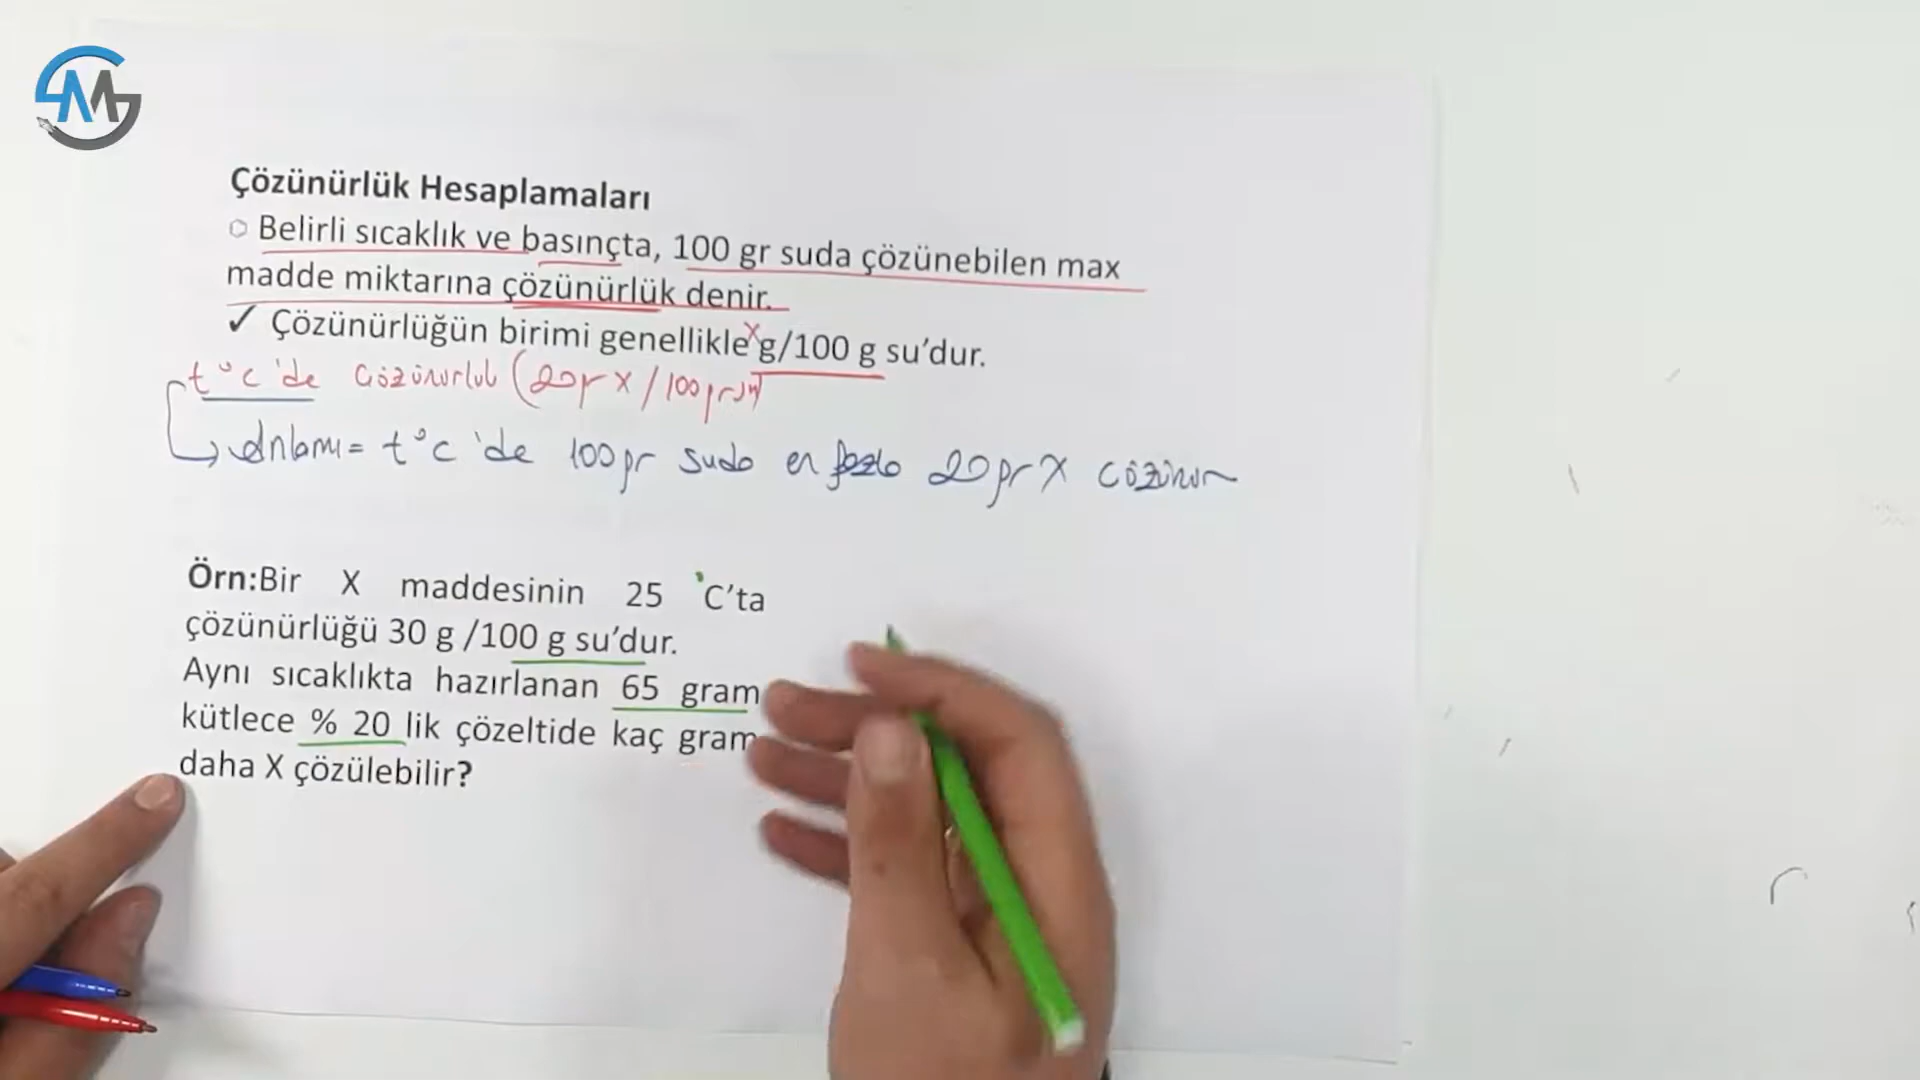 SMG
Çözünürlük Hesaplamaları
Belirli sıcaklık ve basınçta, 100 gr suda çözünebilen max
madde miktarına çözünürlük denir.
✓ Çözünürlüğün birimi genellikle x g/100 g su’dur.
t°c 'de çözünürlük (20gr x / 100gr su)
anlamı = t°c 'de 100gr suda en fazla 20gr X çözünür
Örn:Bir X maddesinin 25 °C’ta
çözünürlüğü 30 g /100 g su’dur.
Aynı sıcaklıkta hazırlanan 65 gram
kütlece % 20 lik çözeltide kaç gram
daha X çözülebilir?